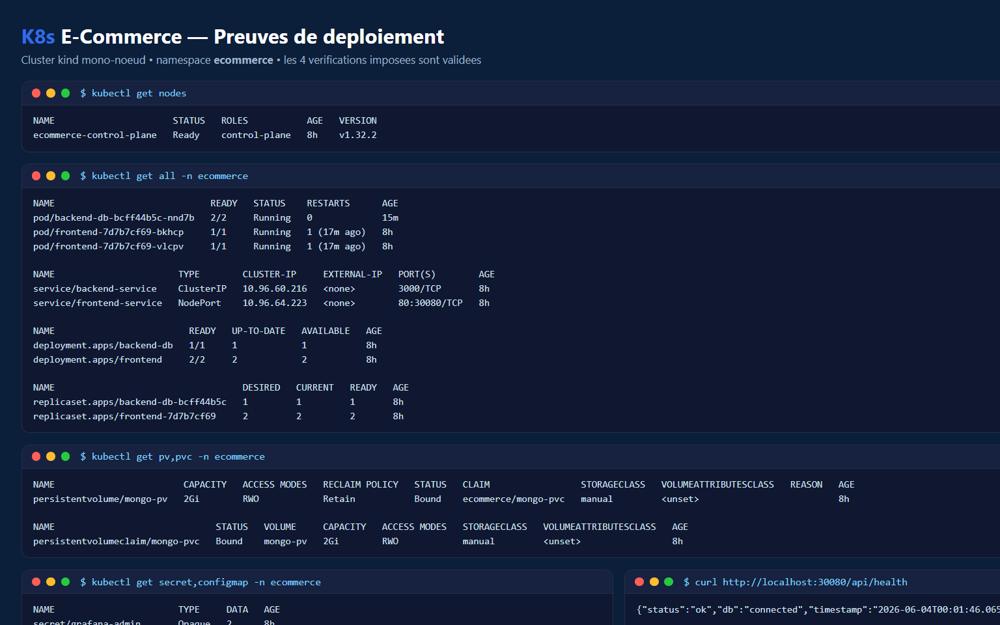 K8s E-Commerce — Preuves de deploiement
Cluster kind mono-noeud • namespace ecommerce • les 4 verifications imposees sont validees
$ kubectl get nodes
NAME STATUS ROLES AGE VERSION
ecommerce-control-plane Ready control-plane 8h v1.32.2
$ kubectl get all -n ecommerce
NAME READY STATUS RESTARTS AGE
pod/backend-db-bcff44b5c-nnd7b 2/2 Running 0 15m
pod/frontend-7d7b7cf69-bkhcp 1/1 Running 1 (17m ago) 8h
pod/frontend-7d7b7cf69-vlcpv 1/1 Running 1 (17m ago) 8h
NAME TYPE CLUSTER-IP EXTERNAL-IP PORT(S) AGE
service/backend-service ClusterIP 10.96.60.216 <none> 3000/TCP 8h
service/frontend-service NodePort 10.96.64.223 <none> 80:30080/TCP 8h
NAME READY UP-TO-DATE AVAILABLE AGE
deployment.apps/backend-db 1/1 1 1 8h
deployment.apps/frontend 2/2 2 2 8h
NAME DESIRED CURRENT READY AGE
replicaset.apps/backend-db-bcff44b5c 1 1 1 8h
replicaset.apps/frontend-7d7b7cf69 2 2 2 8h
$ kubectl get pv,pvc -n ecommerce
NAME CAPACITY ACCESS MODES RECLAIM POLICY STATUS CLAIM STORAGECLASS VOLUMEATTRIBUTESCLASS REASON AGE
persistentvolume/mongo-pv 2Gi RWO Retain Bound ecommerce/mongo-pvc manual <unset> 8h
NAME STATUS VOLUME CAPACITY ACCESS MODES STORAGECLASS VOLUMEATTRIBUTESCLASS AGE
persistentvolumeclaim/mongo-pvc Bound mongo-pv 2Gi RWO manual <unset> 8h
$ kubectl get secret,configmap -n ecommerce
NAME TYPE DATA AGE
secret/grafana-admin Opaque 2 8h
$ curl http://localhost:30080/api/health
{"status":"ok","db":"connected","timestamp":"2026-06-04T00:01:46.065